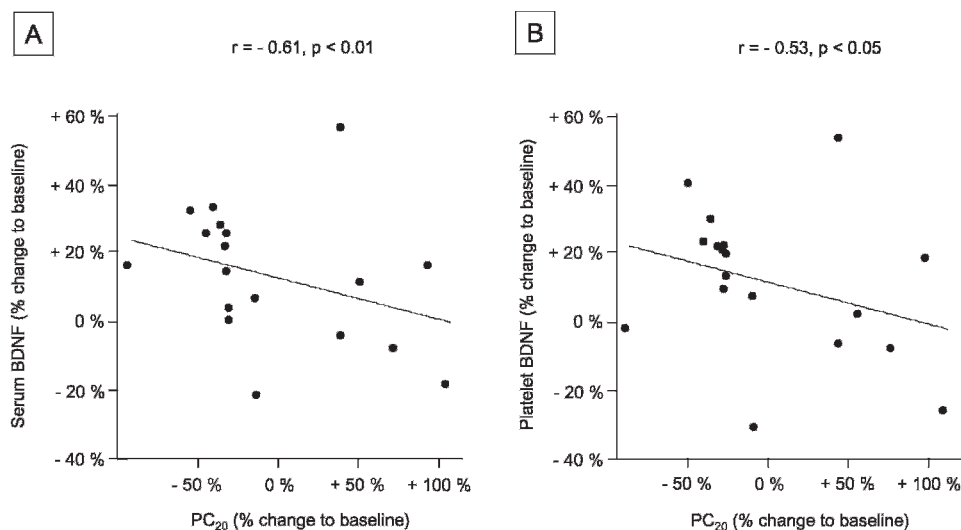 A
r = - 0.61, p < 0.01
Serum BDNF (% change to baseline)
+ 60 %
+ 40 %
+ 20 %
0 %
- 20 %
- 40 %
- 50 %
0 %
+ 50 %
+ 100 %
PC20 (% change to baseline)
B
r = - 0.53, p < 0.05
Platelet BDNF (% change to baseline)
+ 60 %
+ 40 %
+ 20 %
0 %
- 20 %
- 40 %
- 50 %
0 %
+ 50 %
+ 100 %
PC20 (% change to baseline)